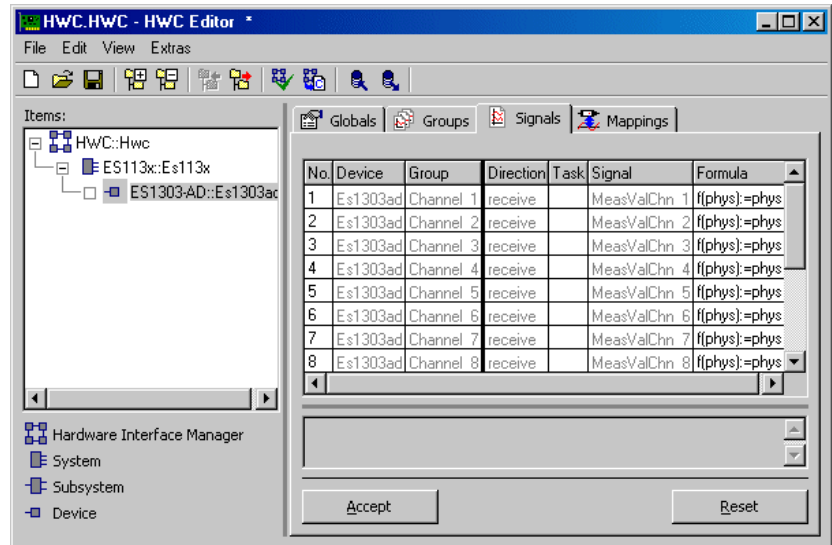 HWC.HWC - HWC Editor *
File Edit View Extras
Items:
HWC::Hwc
ES113x::Es113x
ES1303-AD::Es1303ac
Globals Groups Signals Mappings
No. Device Group Direction Task Signal Formula
1 Es1303ad Channel 1 receive MeasValChn 1 f(phys):=phys
2 Es1303ad Channel 2 receive MeasValChn 2 f(phys):=phys
3 Es1303ad Channel 3 receive MeasValChn 3 f(phys):=phys
4 Es1303ad Channel 4 receive MeasValChn 4 f(phys):=phys
5 Es1303ad Channel 5 receive MeasValChn 5 f(phys):=phys
6 Es1303ad Channel 6 receive MeasValChn 6 f(phys):=phys
7 Es1303ad Channel 7 receive MeasValChn 7 f(phys):=phys
8 Es1303ad Channel 8 receive MeasValChn 8 f(phys):=phys
Hardware Interface Manager
System
Subsystem
Device
Accept Reset